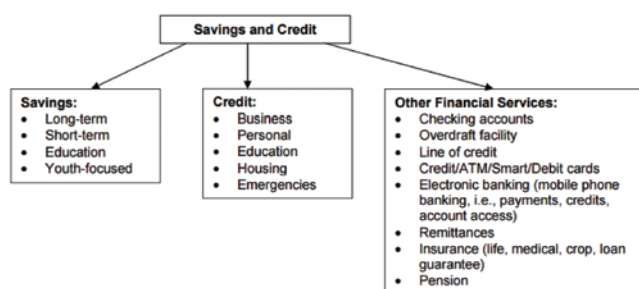 Savings and Credit
Savings:
• Long-term
• Short-term
• Education
• Youth-focused
Credit:
• Business
• Personal
• Education
• Housing
• Emergencies
Other Financial Services:
• Checking accounts
• Overdraft facility
• Line of credit
• Credit/ATM/Smart/Debit cards
• Electronic banking (mobile phone
banking, i.e., payments, credits,
account access)
• Remittances
• Insurance (life, medical, crop, loan
guarantee)
• Pension